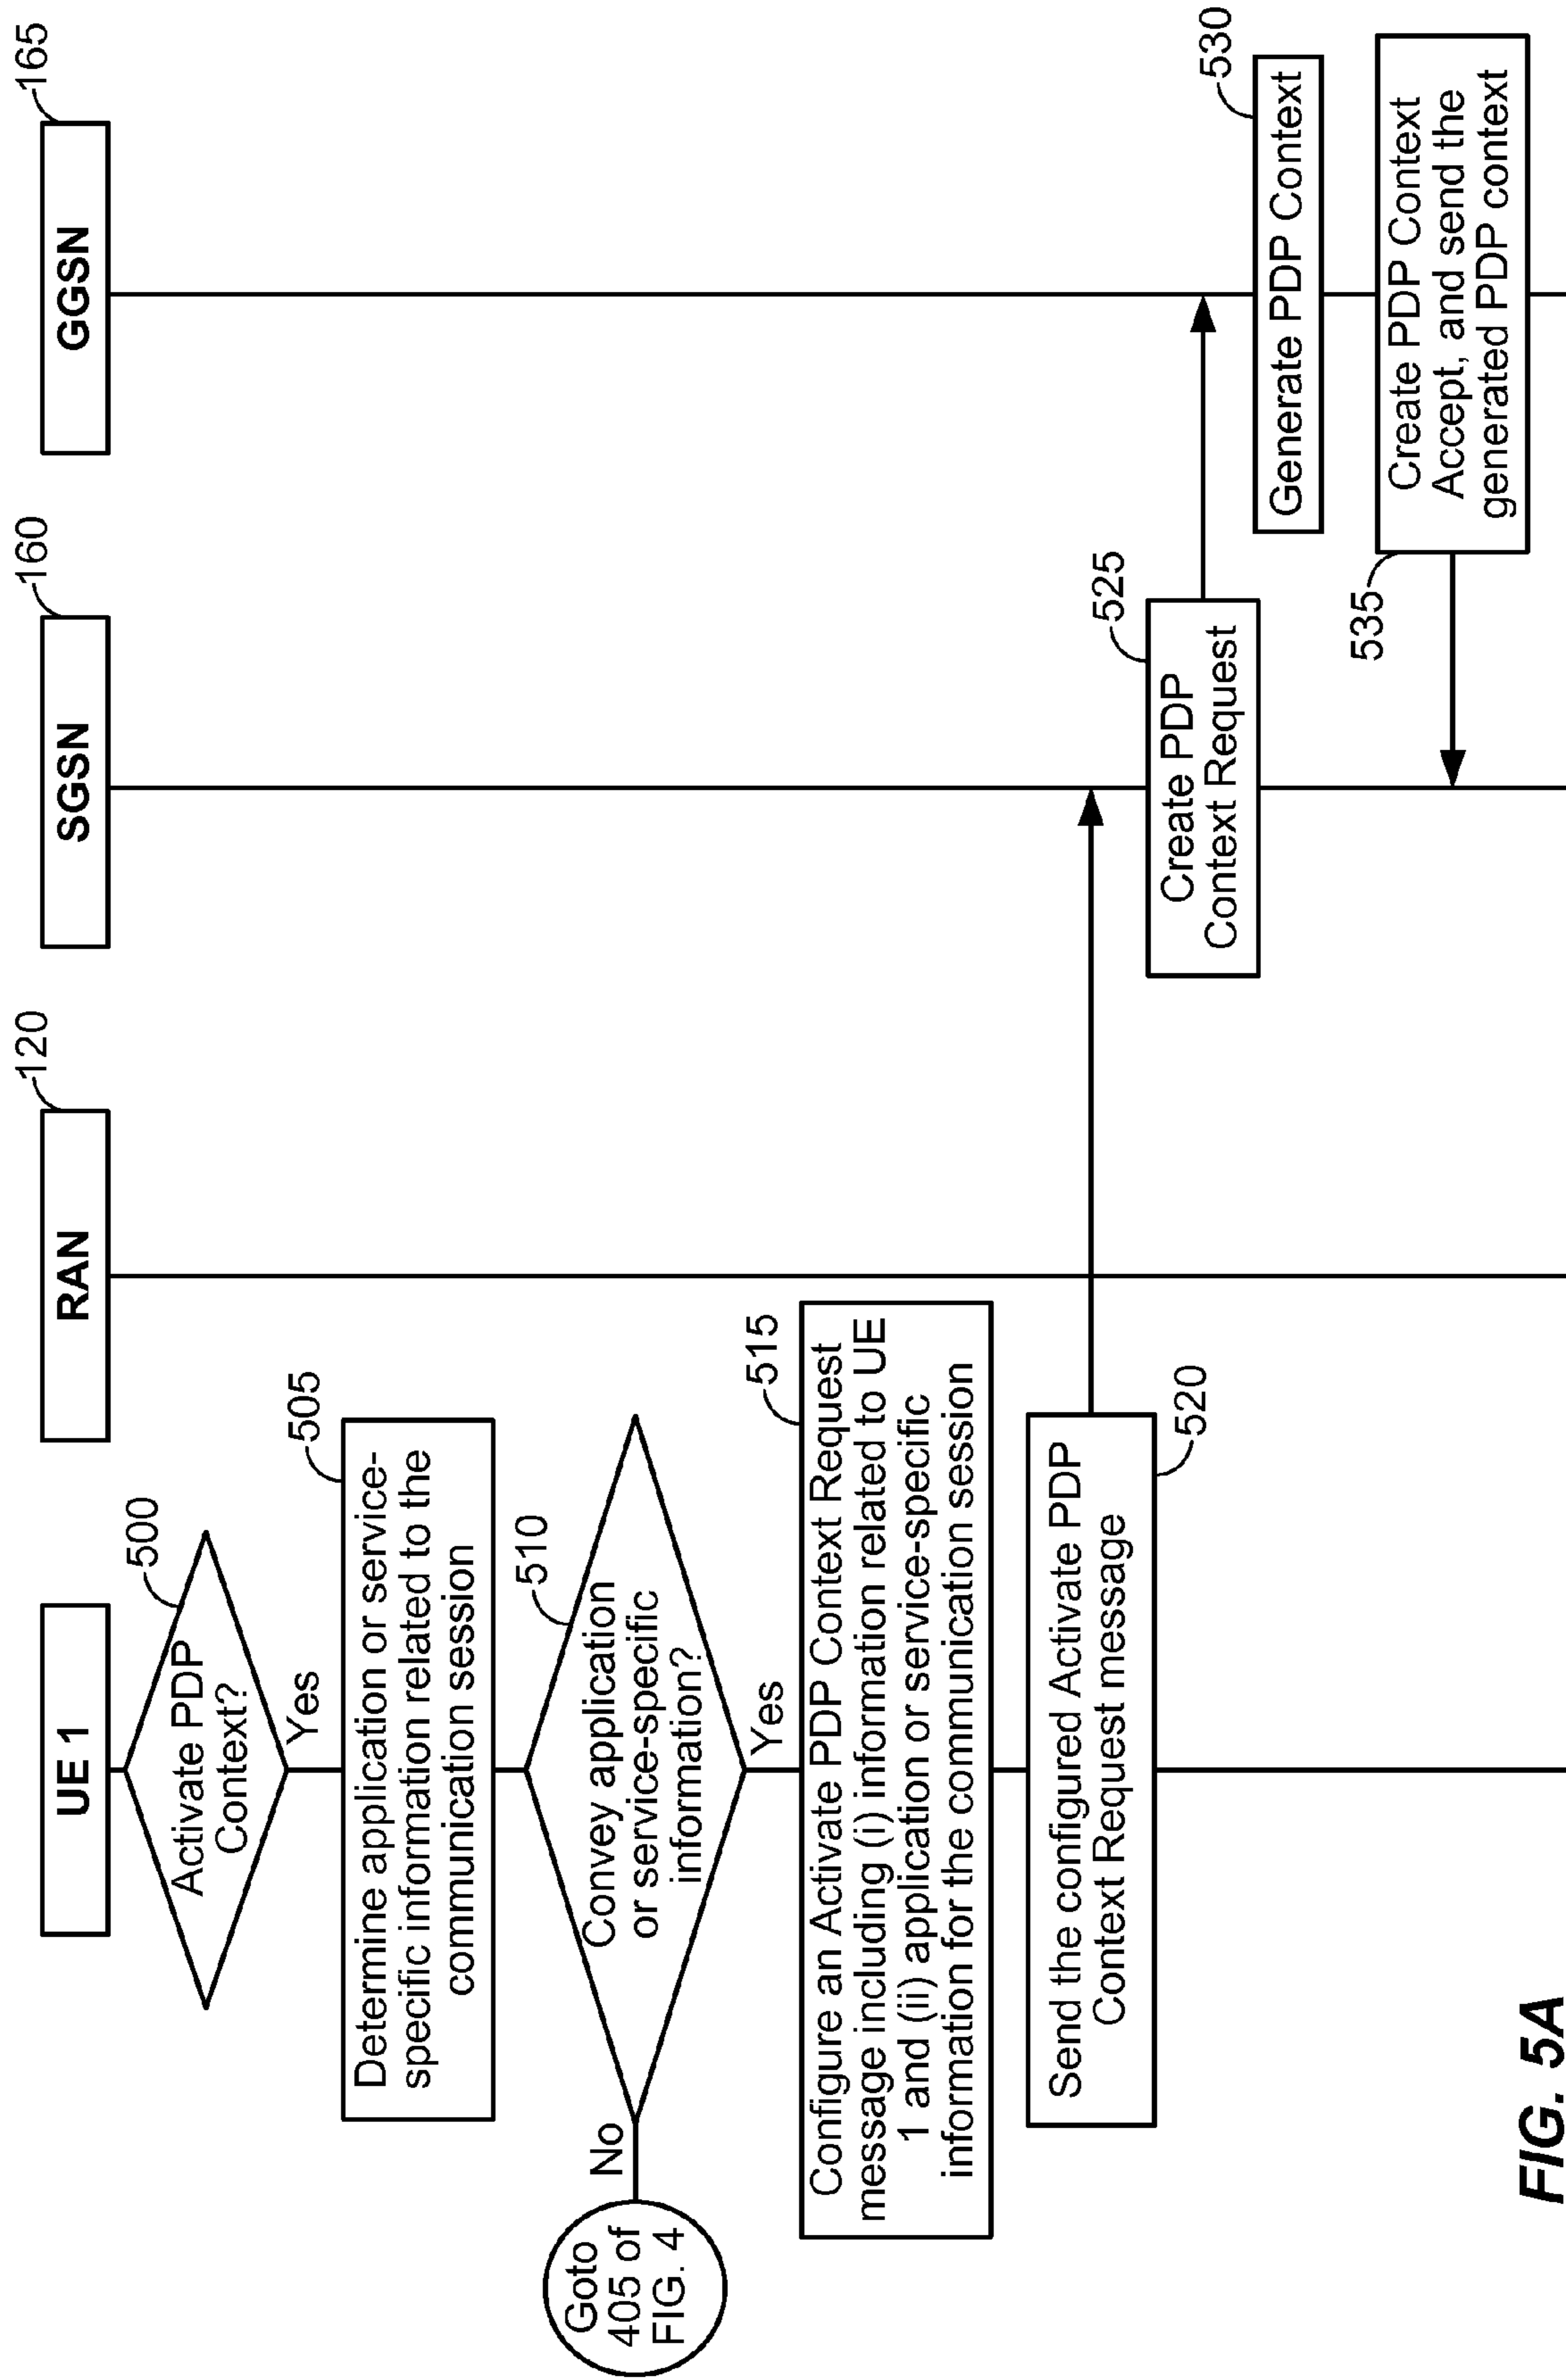 UE 1
RAN
120
SGSN
160
GGSN
165
Activate PDP
Context?
500
Yes
Determine application or service-
specific information related to the
communication session
505
Convey application
or service-specific
information?
510
No
Goto
405 of
FIG. 4
Yes
Configure an Activate PDP Context Request
message including (i) information related to UE
1 and (ii) application or service-specific
information for the communication session
515
Send the configured Activate PDP
Context Request message
520
Create PDP
Context Request
525
Generate PDP Context
530
Create PDP Context
Accept, and send the
generated PDP context
535
FIG. 5A